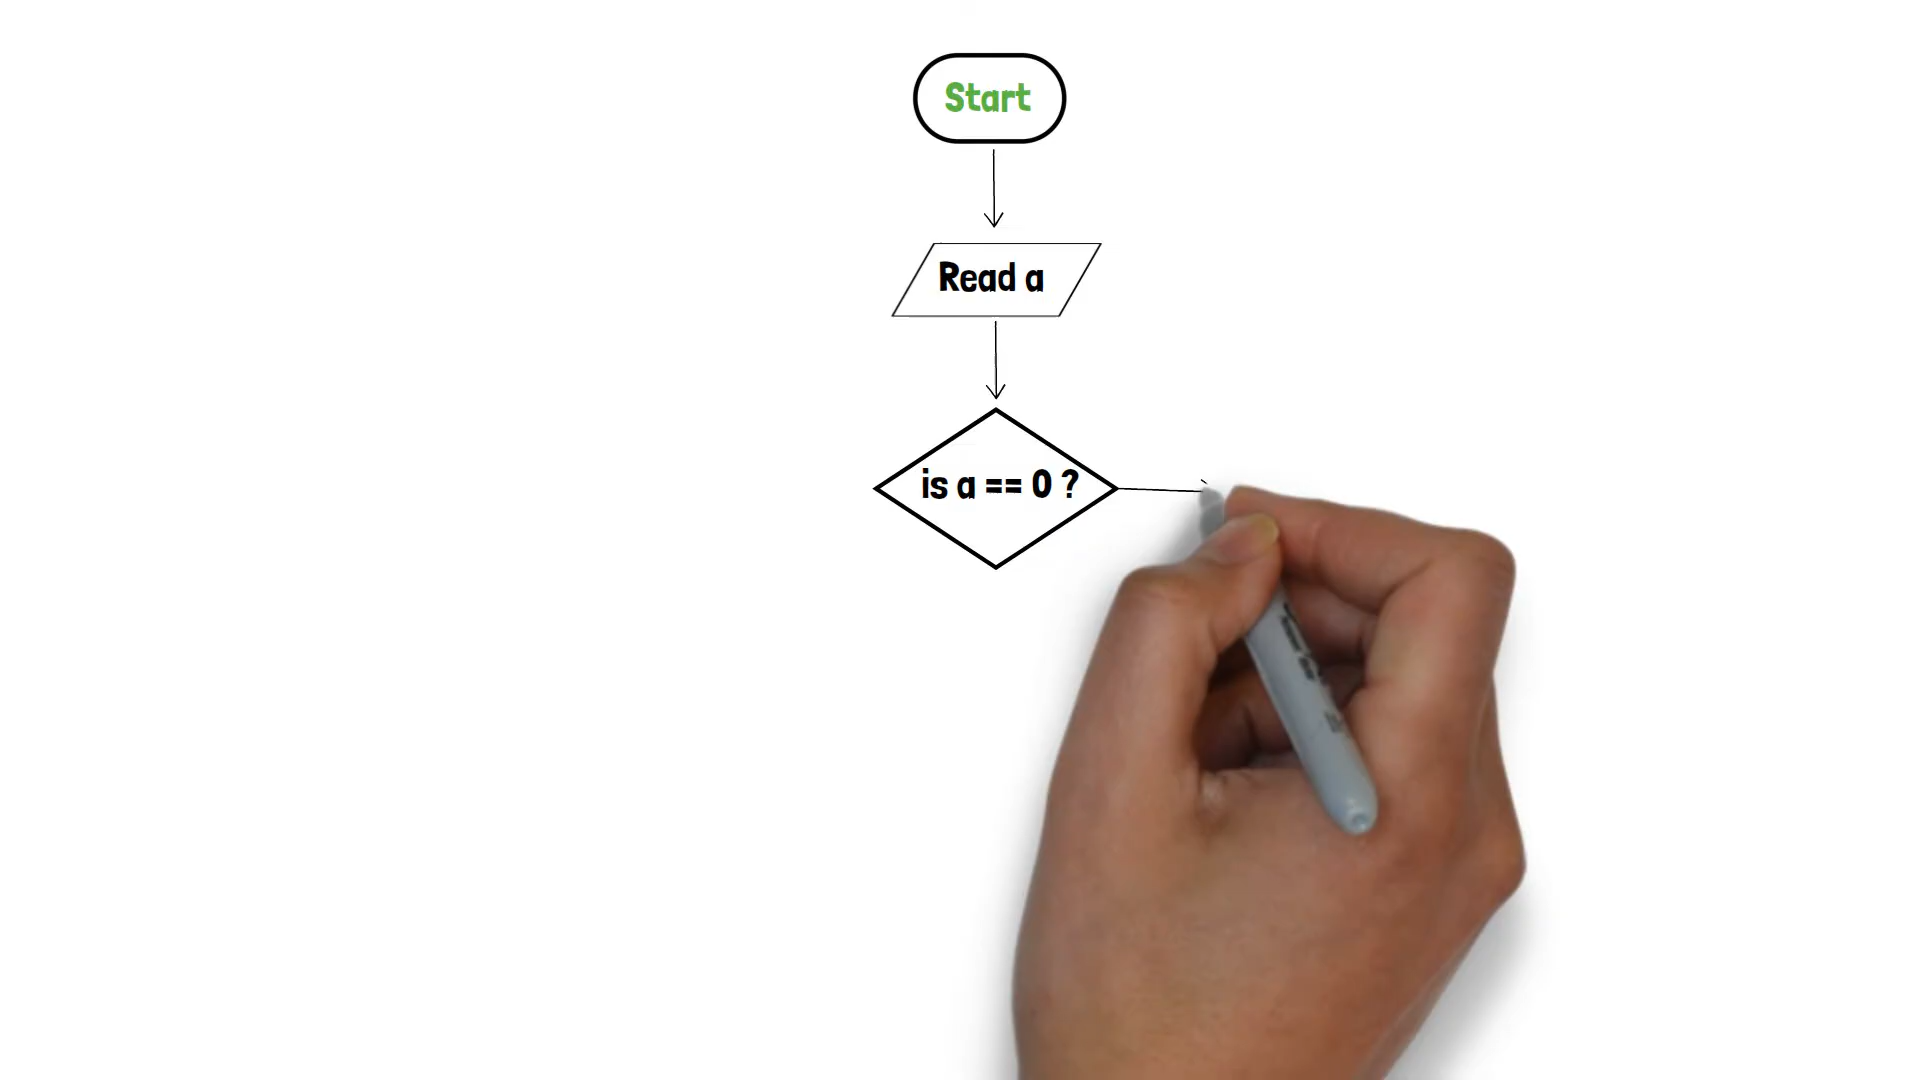 Start
Read a
is a == 0 ?